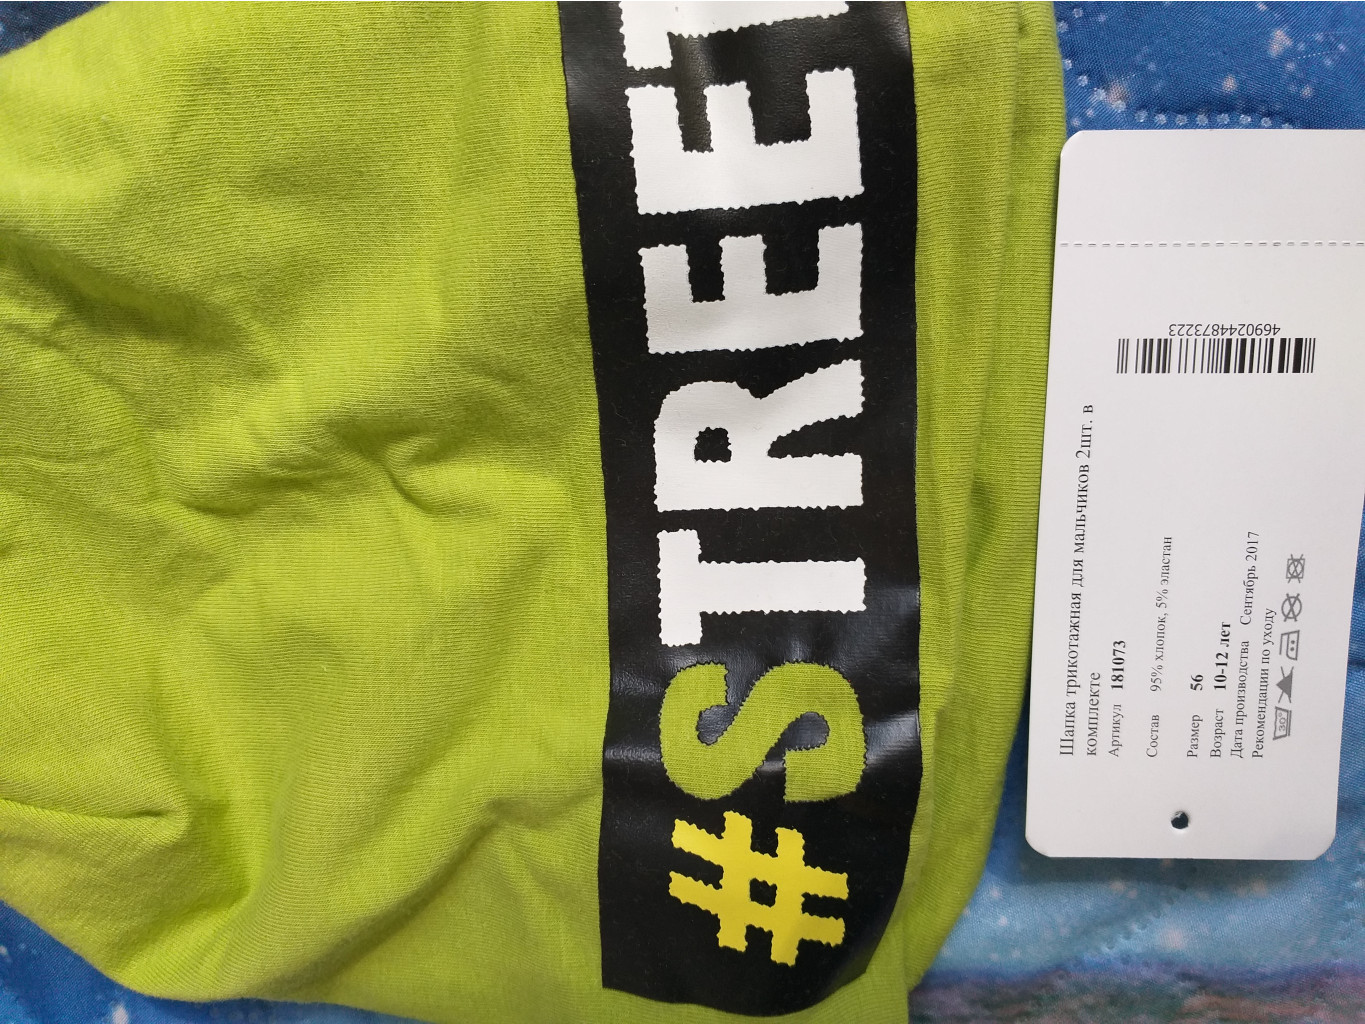 #STREET
4690244873223
Шапка трикотажная для мальчиков 2шт. в
комплекте
Артикул 181073
Состав 95% хлопок, 5% эластан
Размер 56
Возраст 10-12 лет
Дата производства Сентябрь 2017
Рекомендации по уходу
30°